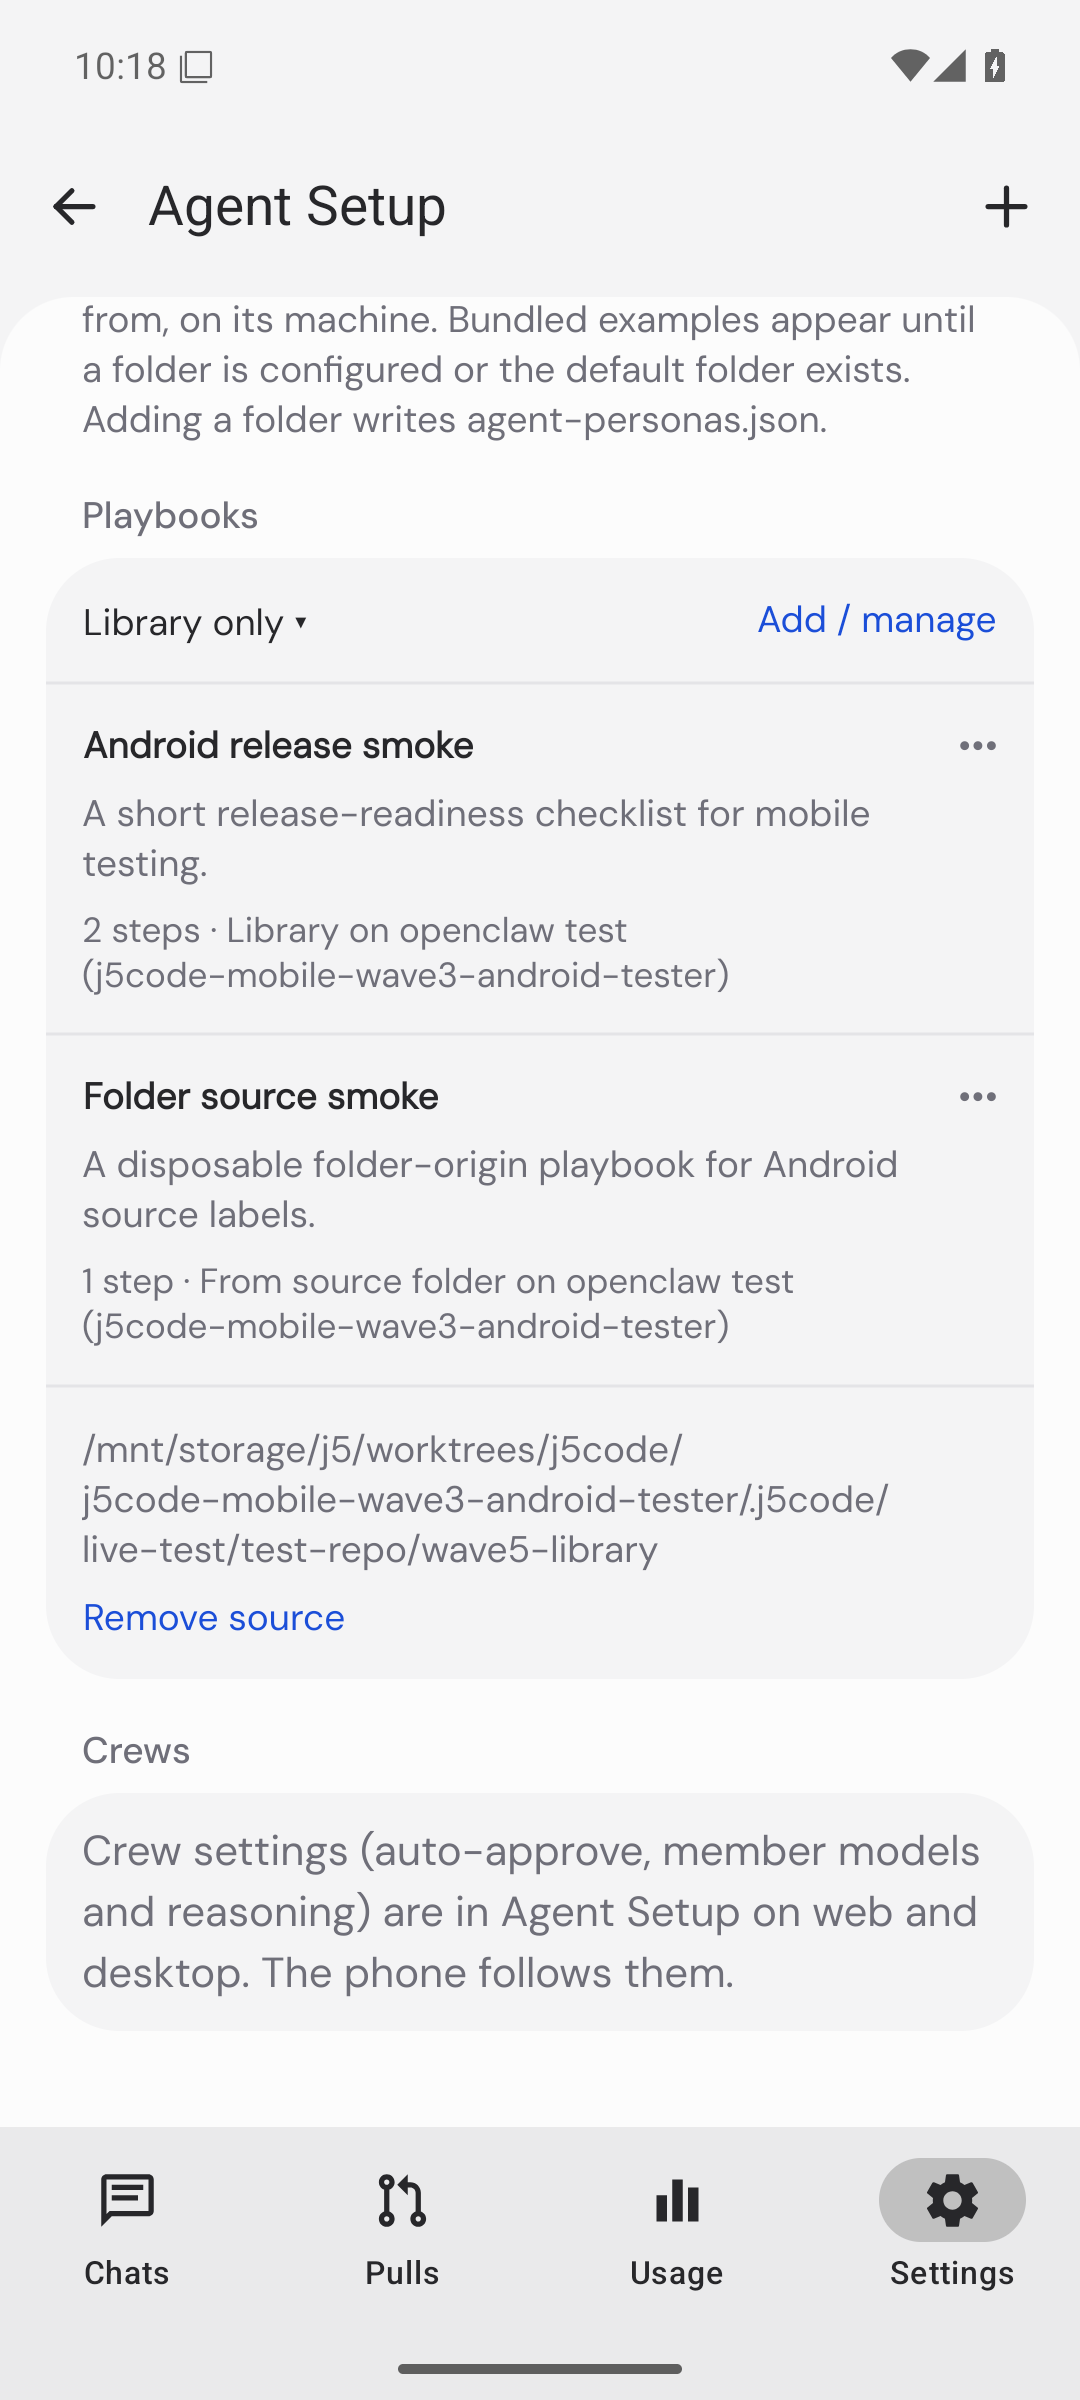 10:18
Agent Setup
from, on its machine. Bundled examples appear until
a folder is configured or the default folder exists.
Adding a folder writes agent-personas.json.
Playbooks
Library only ▾
Add / manage
Android release smoke
A short release-readiness checklist for mobile
testing.
2 steps · Library on openclaw test
(j5code-mobile-wave3-android-tester)
Folder source smoke
A disposable folder-origin playbook for Android
source labels.
1 step · From source folder on openclaw test
(j5code-mobile-wave3-android-tester)
/mnt/storage/j5/worktrees/j5code/
j5code-mobile-wave3-android-tester/.j5code/
live-test/test-repo/wave5-library
Remove source
Crews
Crew settings (auto-approve, member models
and reasoning) are in Agent Setup on web and
desktop. The phone follows them.
Chats
Pulls
Usage
Settings